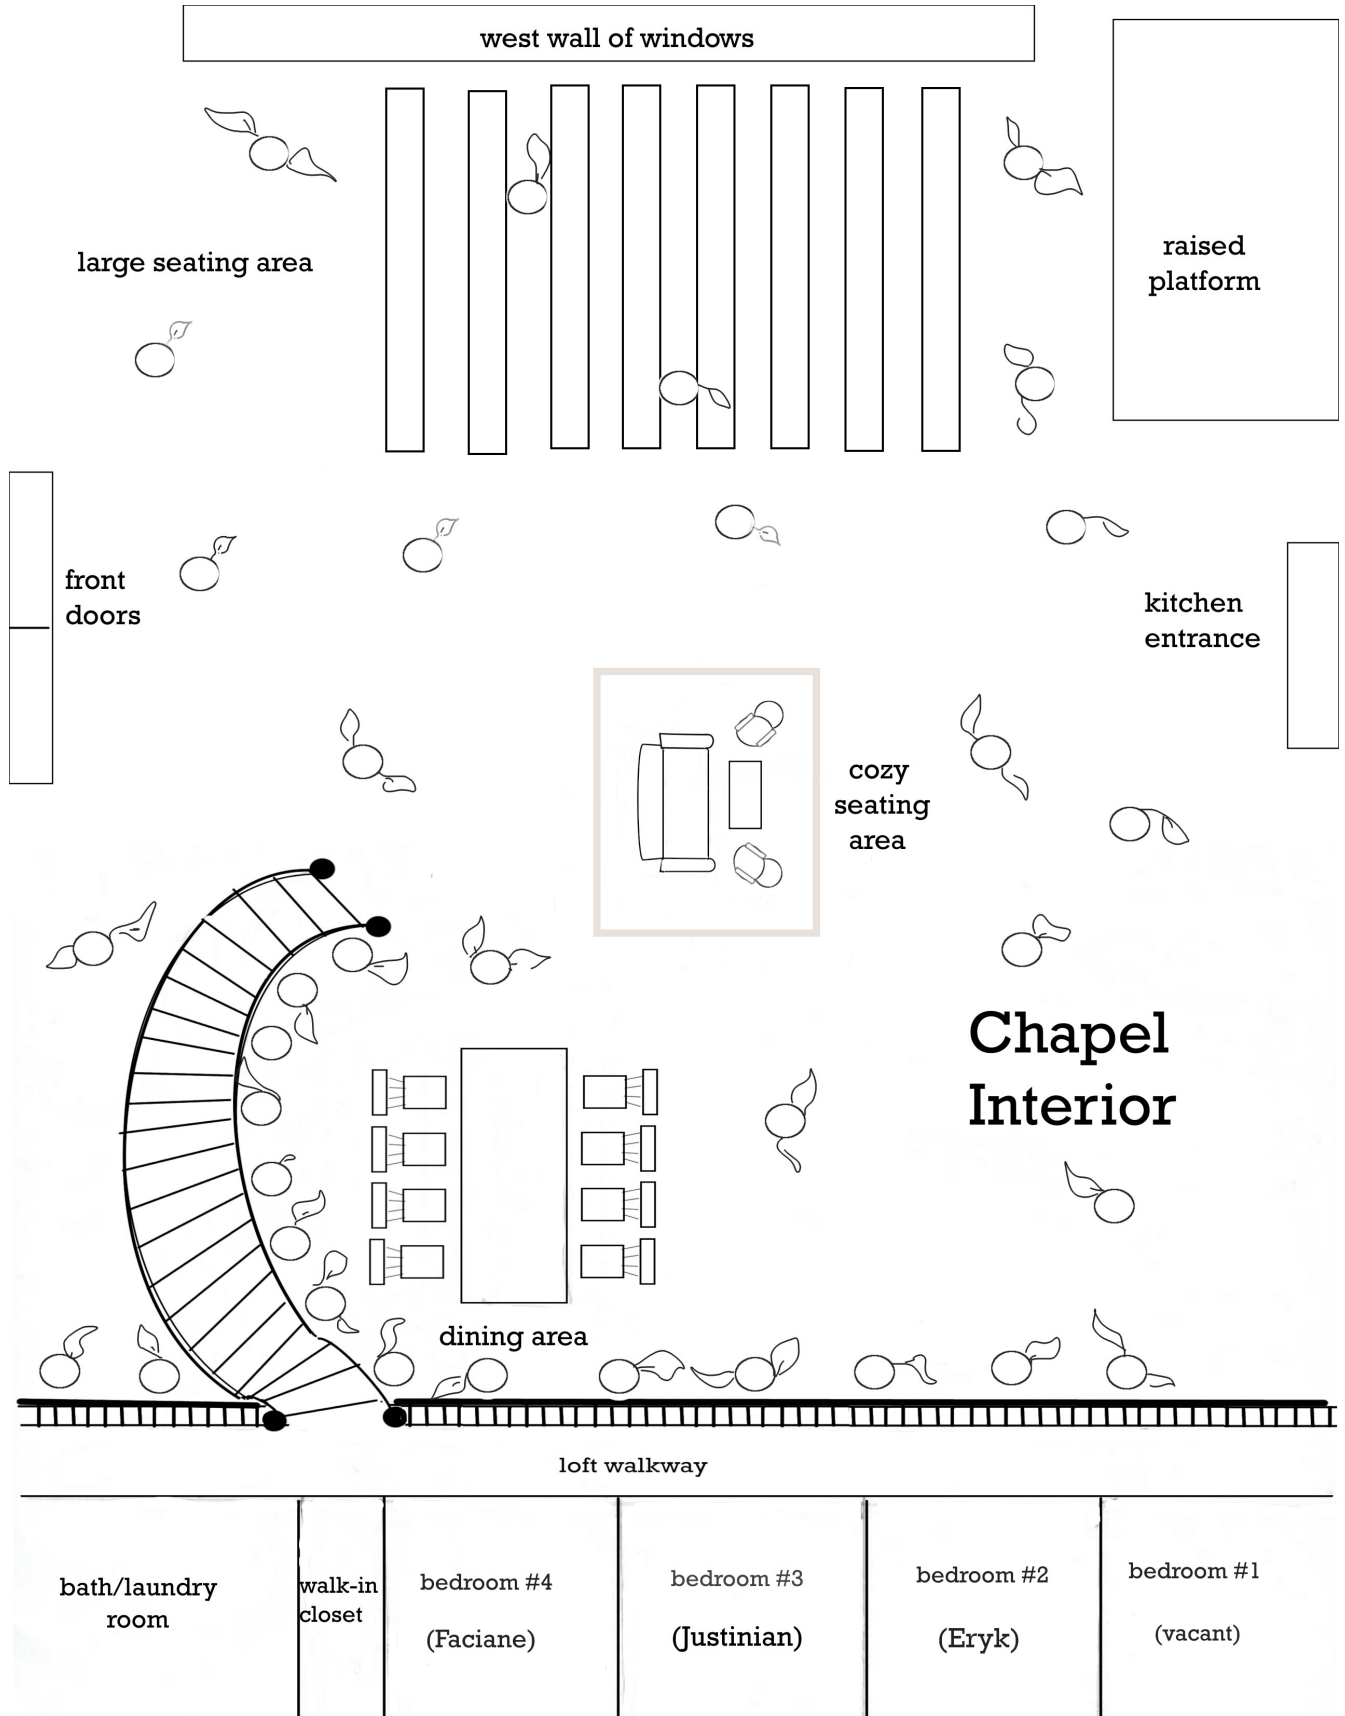 west wall of windows
large seating area
raised
platform
front
doors
kitchen
entrance
cozy
seating
area
Chapel
Interior
dining area
loft walkway
bath/laundry
room
walk-in
closet
bedroom #4
(Faciane)
bedroom #3
(Justinian)
bedroom #2
(Eryk)
bedroom #1
(vacant)